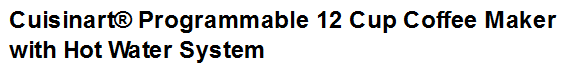 Cuisinart® Programmable 12 Cup Coffee Maker
with Hot Water System